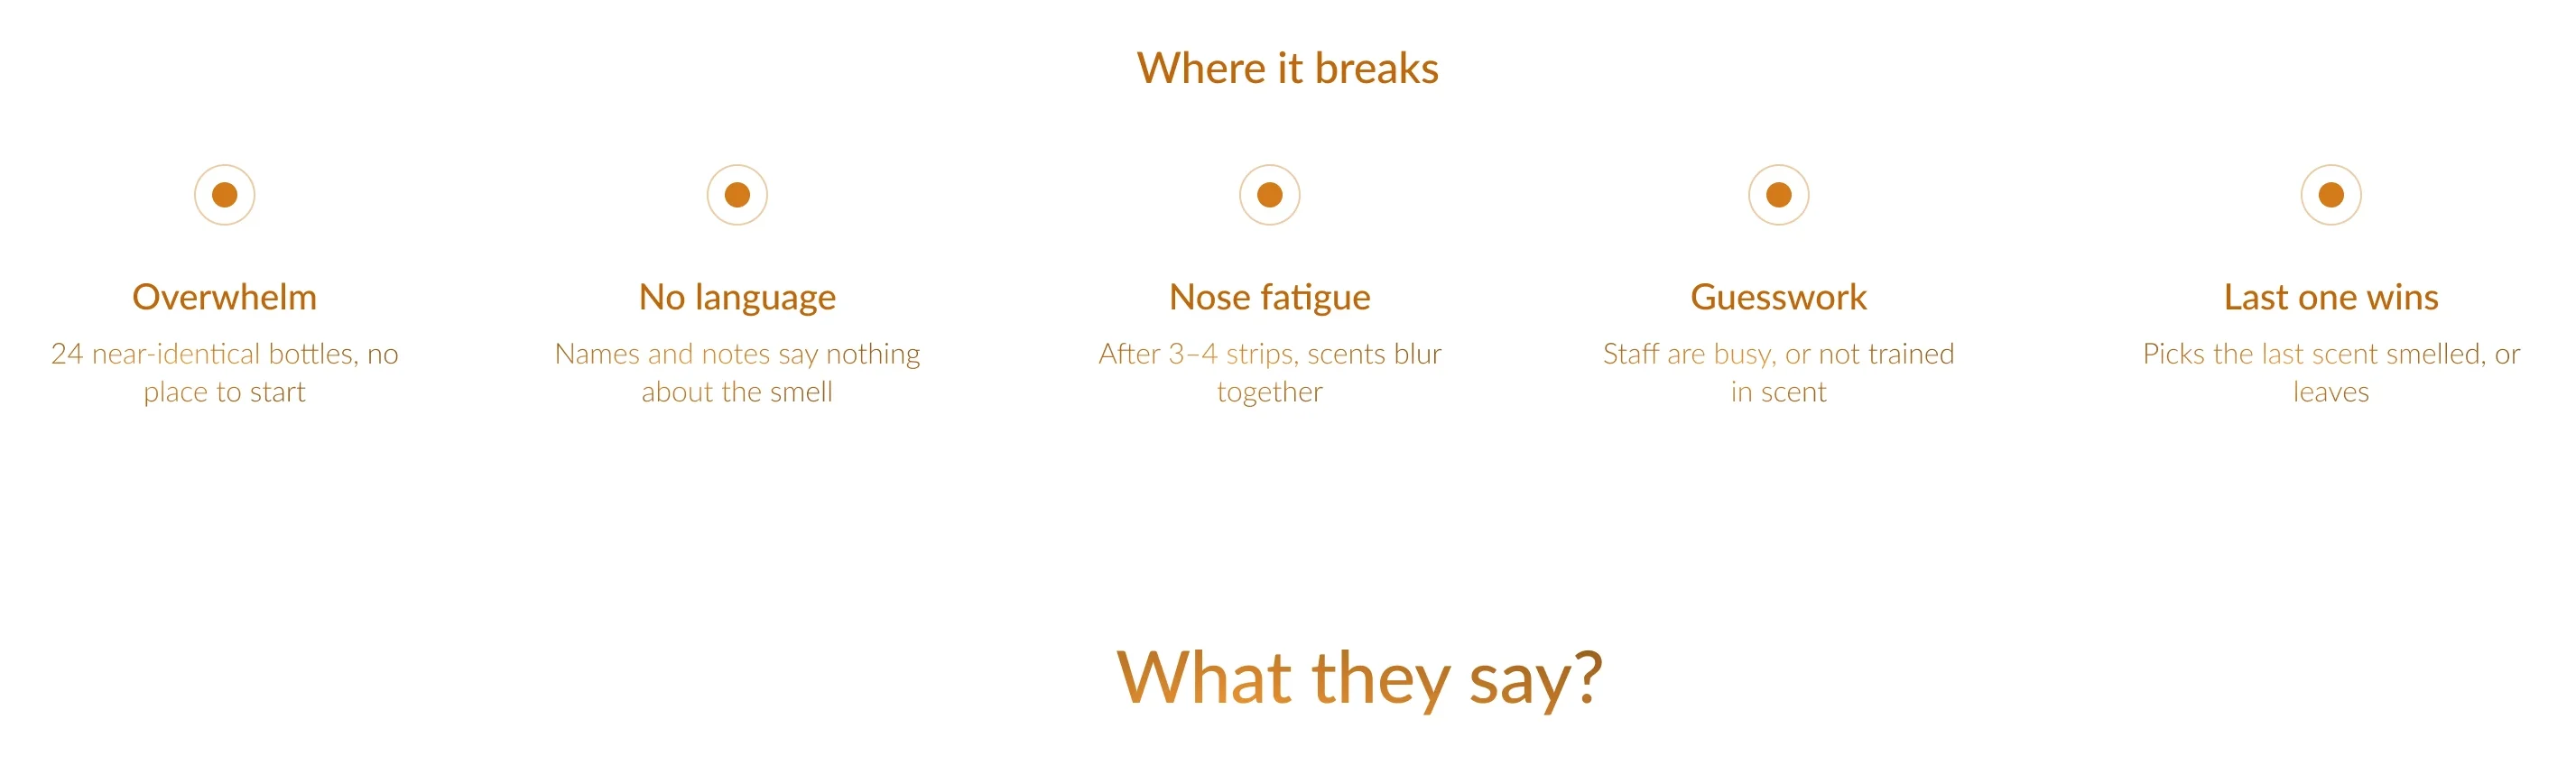 Where it breaks
Overwhelm
24 near-identical bottles, no
place to start
No language
Names and notes say nothing
about the smell
Nose fatigue
After 3–4 strips, scents blur
together
Guesswork
Staff are busy, or not trained
in scent
Last one wins
Picks the last scent smelled, or
leaves
What they say?